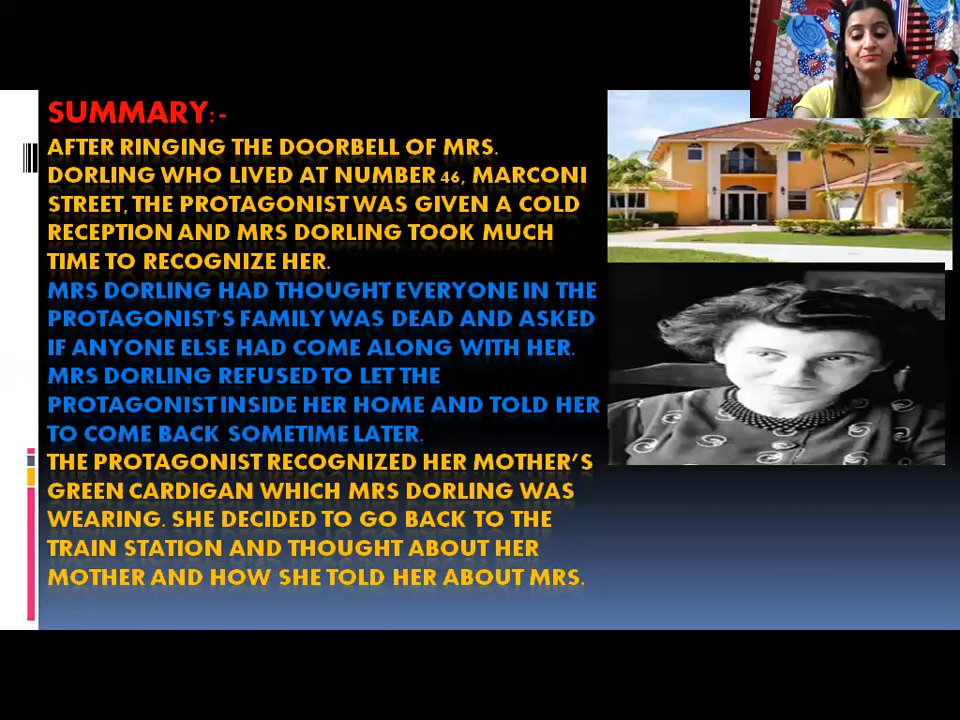 SUMMARY:-
AFTER RINGING THE DOORBELL OF MRS.
DORLING WHO LIVED AT NUMBER 46, MARCONI
STREET, THE PROTAGONIST WAS GIVEN A COLD
RECEPTION AND MRS DORLING TOOK MUCH
TIME TO RECOGNIZE HER.
MRS DORLING HAD THOUGHT EVERYONE IN THE
PROTAGONIST'S FAMILY WAS DEAD AND ASKED
IF ANYONE ELSE HAD COME ALONG WITH HER.
MRS DORLING REFUSED TO LET THE
PROTAGONIST INSIDE HER HOME AND TOLD HER
TO COME BACK SOMETIME LATER.
THE PROTAGONIST RECOGNIZED HER MOTHER'S
GREEN CARDIGAN WHICH MRS DORLING WAS
WEARING. SHE DECIDED TO GO BACK TO THE
TRAIN STATION AND THOUGHT ABOUT HER
MOTHER AND HOW SHE TOLD HER ABOUT MRS.